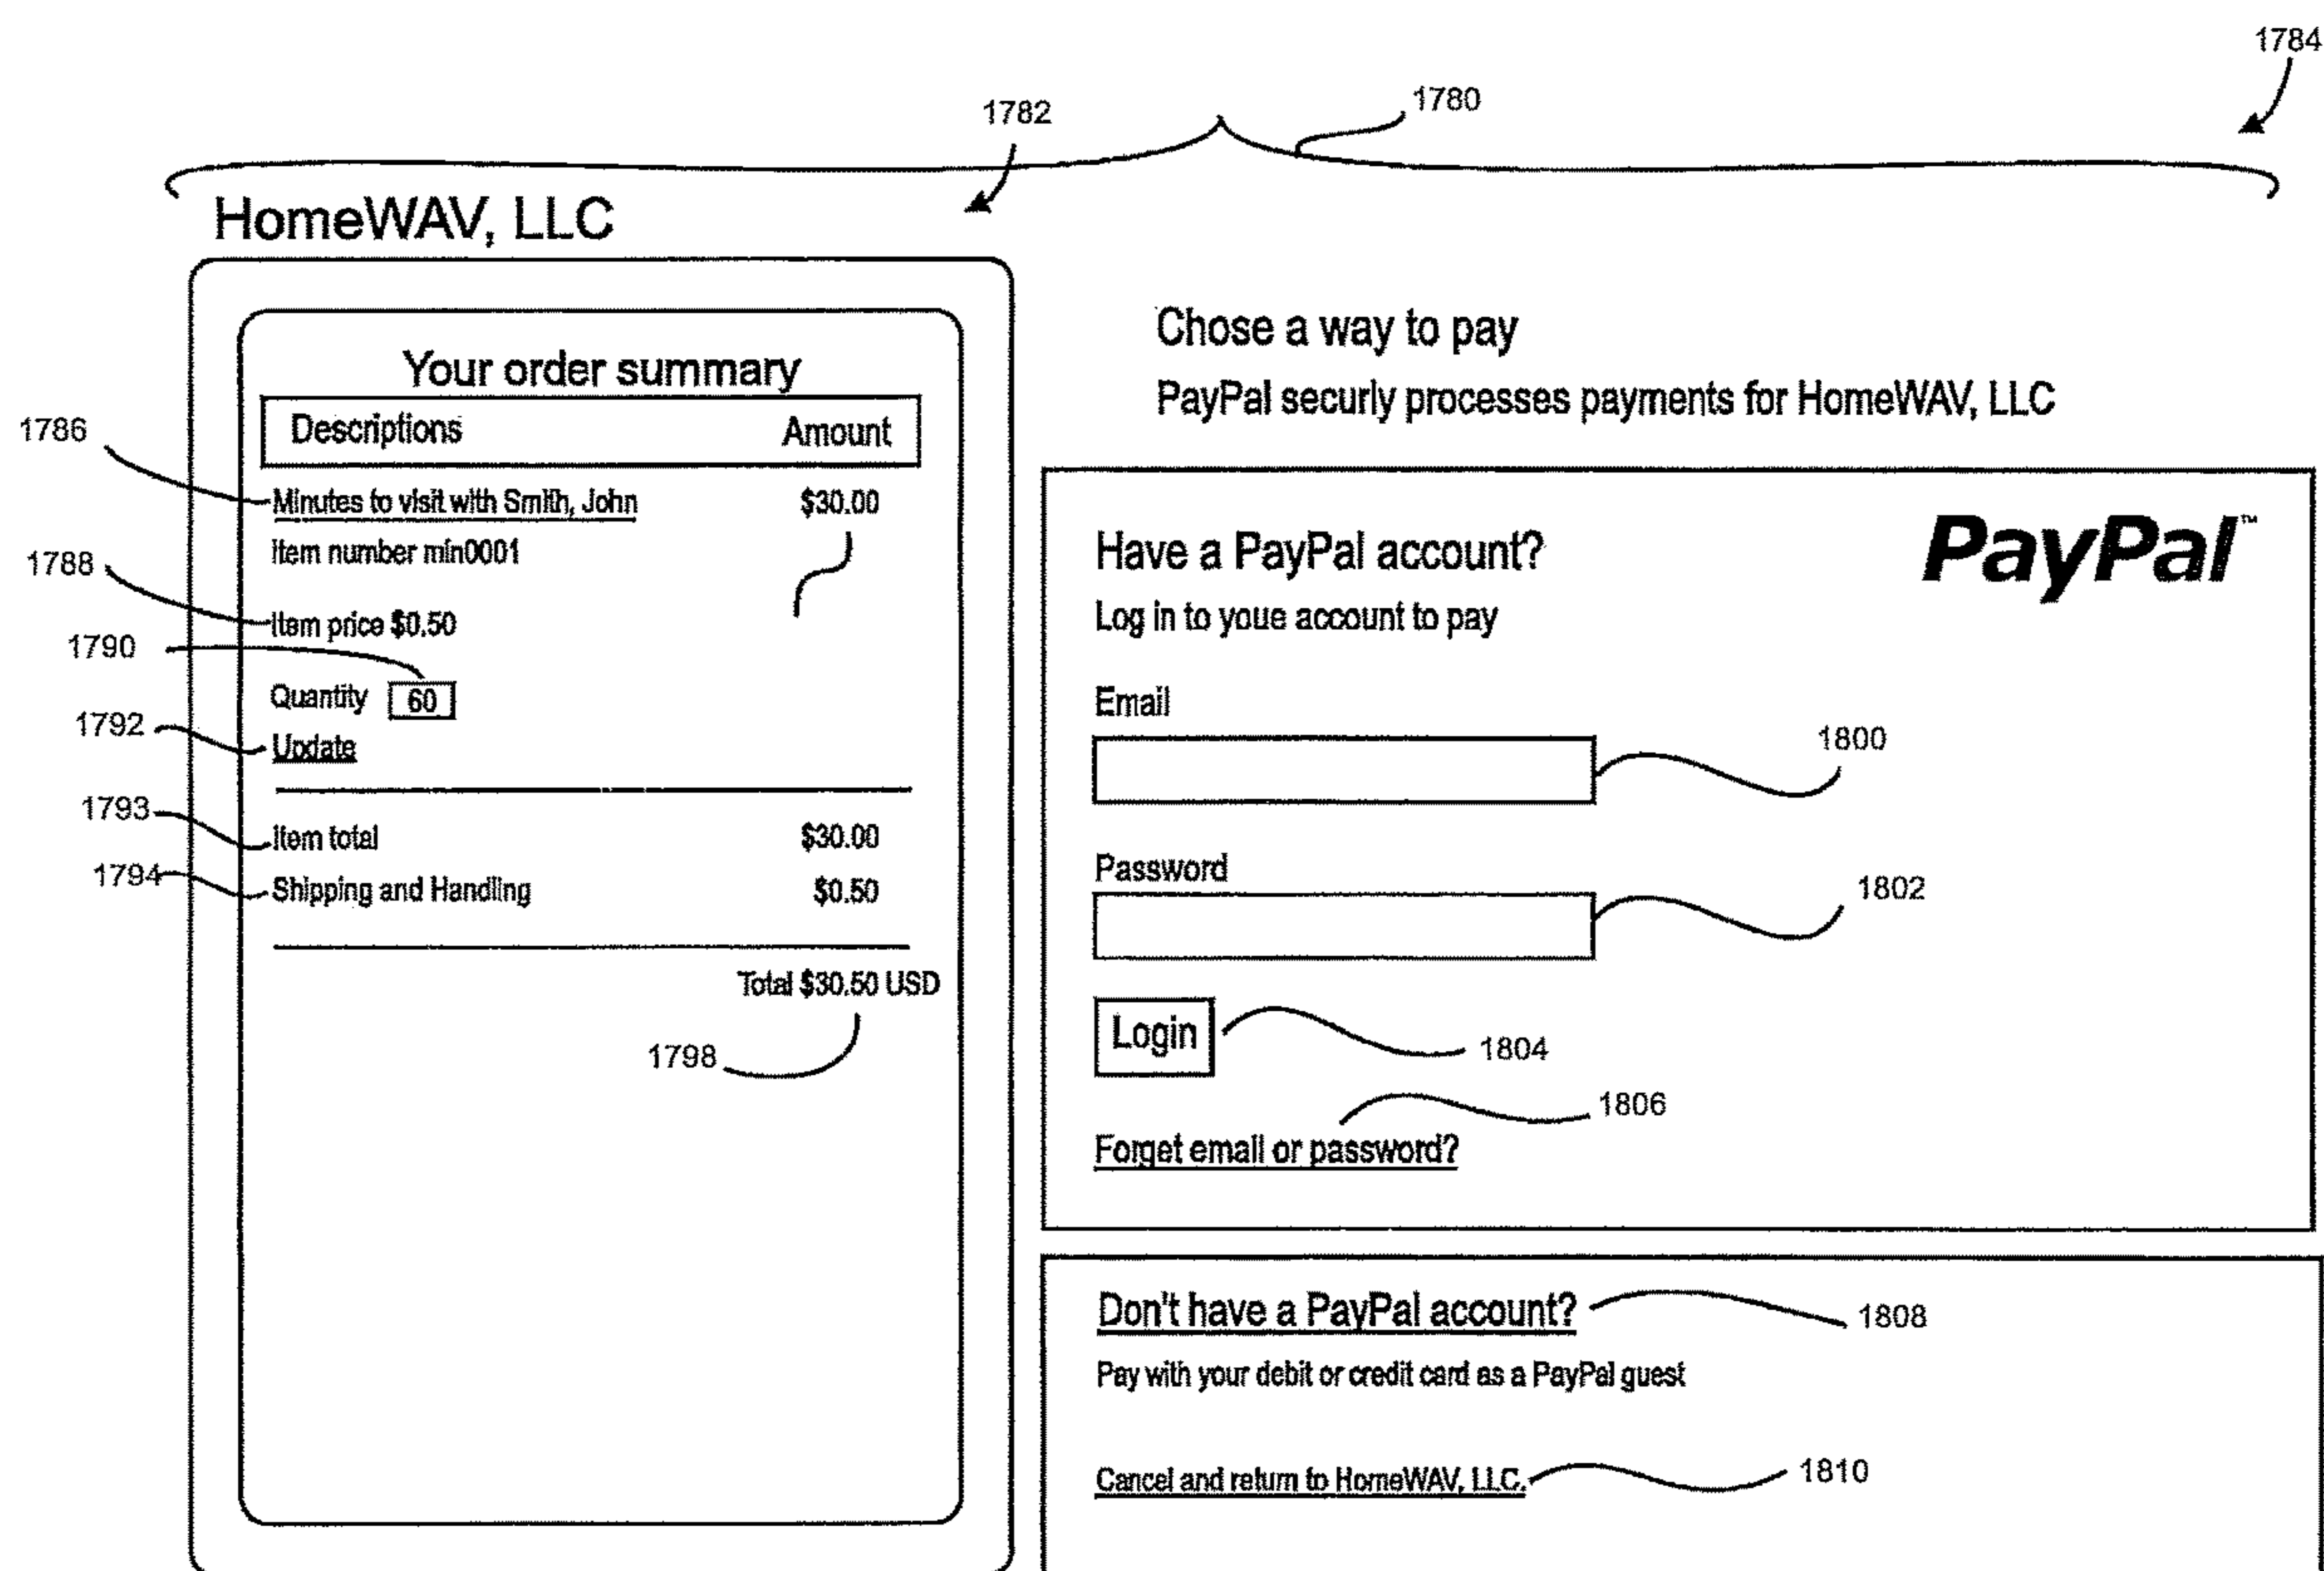 1784
1782
1780
HomeWAV, LLC
Your order summary
Descriptions Amount
1786
Minutes to visit with Smith, John $30.00
Item number min0001
1788
Item price $0.50
1790
Quantity 60
1792
Update
1793
Item total $30.00
1794
Shipping and Handling $0.50
Total $30.50 USD
1798
Chose a way to pay
PayPal securly processes payments for HomeWAV, LLC
Have a PayPal account?
PayPal™
Log in to youe account to pay
Email
1800
Password
1802
Login
1804
1806
Forget email or password?
Don't have a PayPal account?
1808
Pay with your debit or credit card as a PayPal guest
Cancel and return to HomeWAV, LLC.
1810